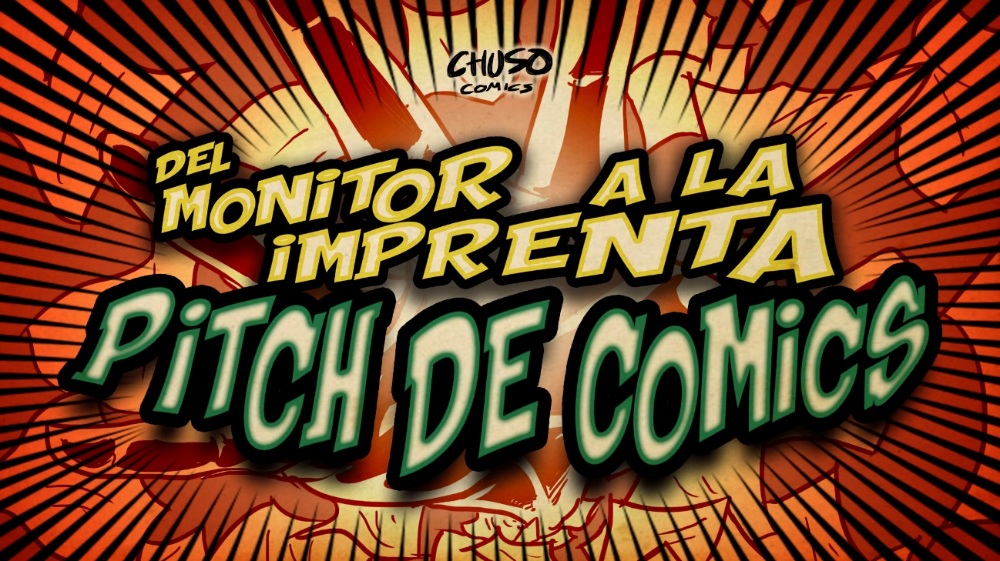 CHUSO
COMICS
DEL
MONiTOR A LA
iMPRENTA
PiTCH DE COMiCS